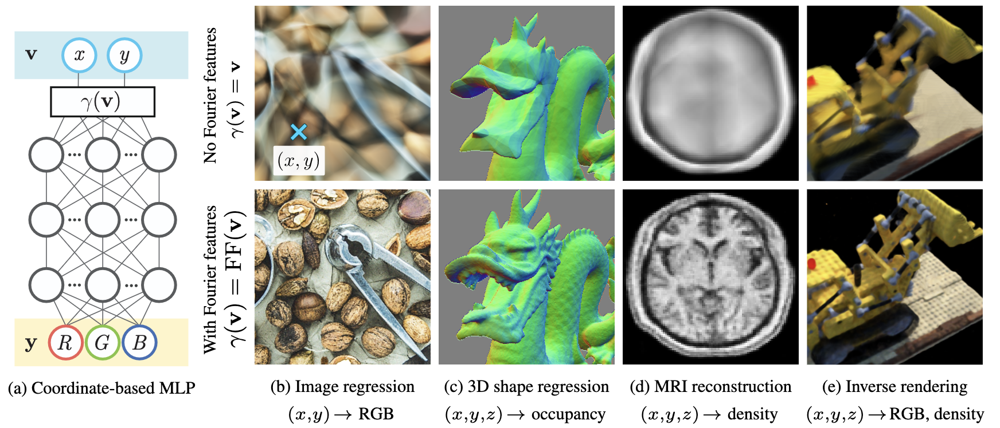 v x y
γ(v)
y R G B
(a) Coordinate-based MLP
No Fourier features
γ(v) = v
With Fourier features
γ(v) = FF(v)
(x, y)
(b) Image regression
(x,y) → RGB
(c) 3D shape regression
(x,y,z) → occupancy
(d) MRI reconstruction
(x,y,z) → density
(e) Inverse rendering
(x,y,z) → RGB, density